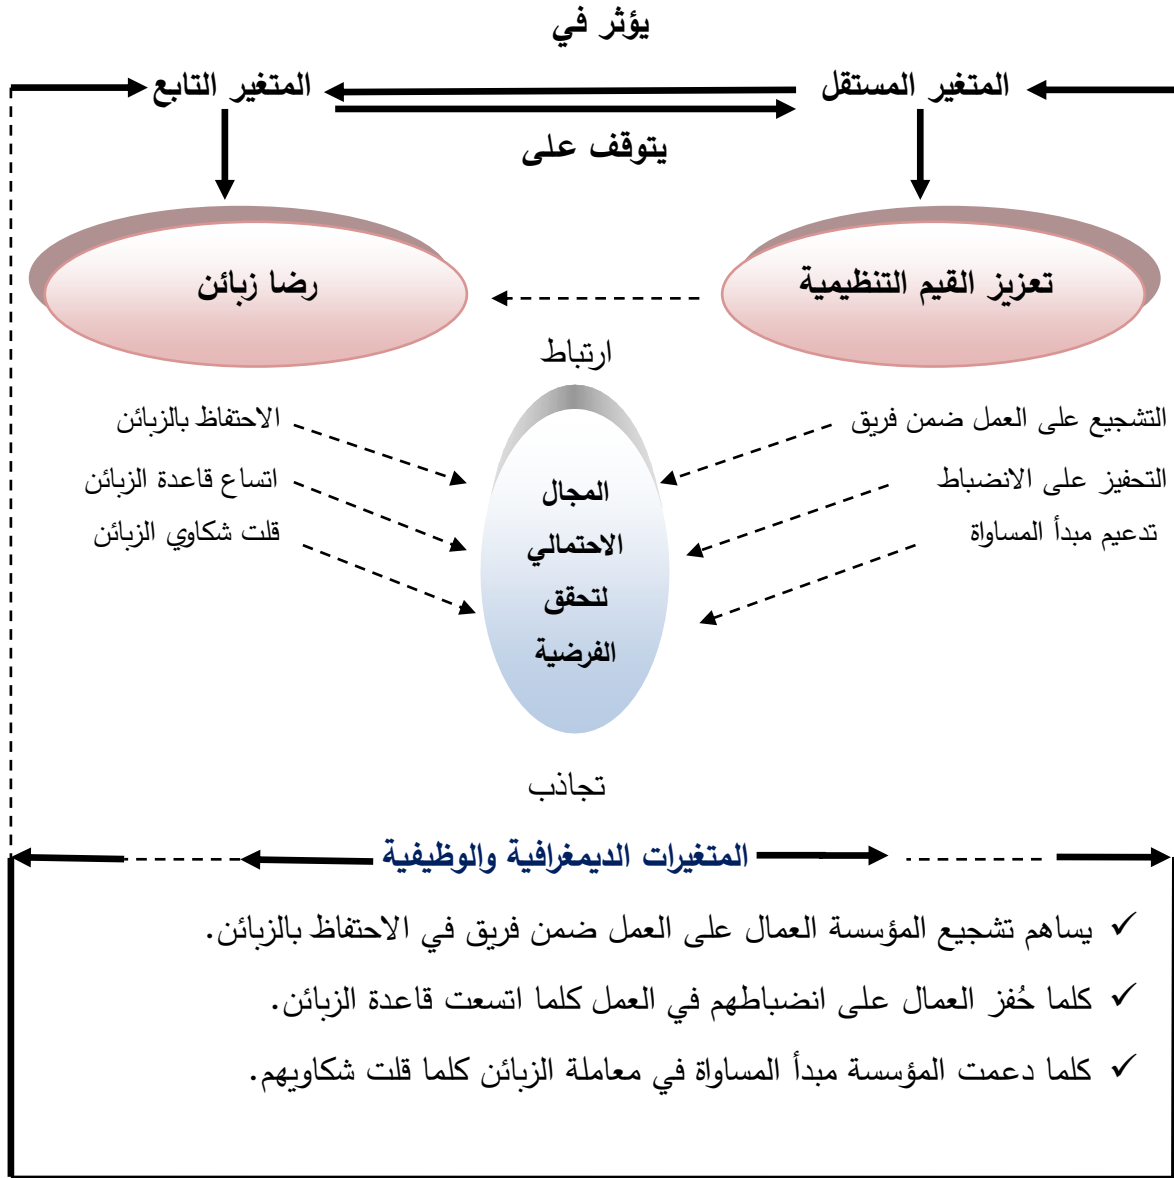 يؤثر في
المتغير المستقل
المتغير التابع
يتوقف على
تعزيز القيم التنظيمية
رضا زبائن
ارتباط
التشجيع على العمل ضمن فريق
الاحتفاظ بالزبائن
التحفيز على الانضباط
اتساع قاعدة الزبائن
تدعيم مبدأ المساواة
قلت شكاوي الزبائن
المجال
الاحتمالي
لتحقق
الفرضية
تجاذب
المتغيرات الديمغرافية والوظيفية
✓ يساهم تشجيع المؤسسة العمال على العمل ضمن فريق في الاحتفاظ بالزبائن.
✓ كلما حُفز العمال على انضباطهم في العمل كلما اتسعت قاعدة الزبائن.
✓ كلما دعمت المؤسسة مبدأ المساواة في معاملة الزبائن كلما قلت شكاويهم.